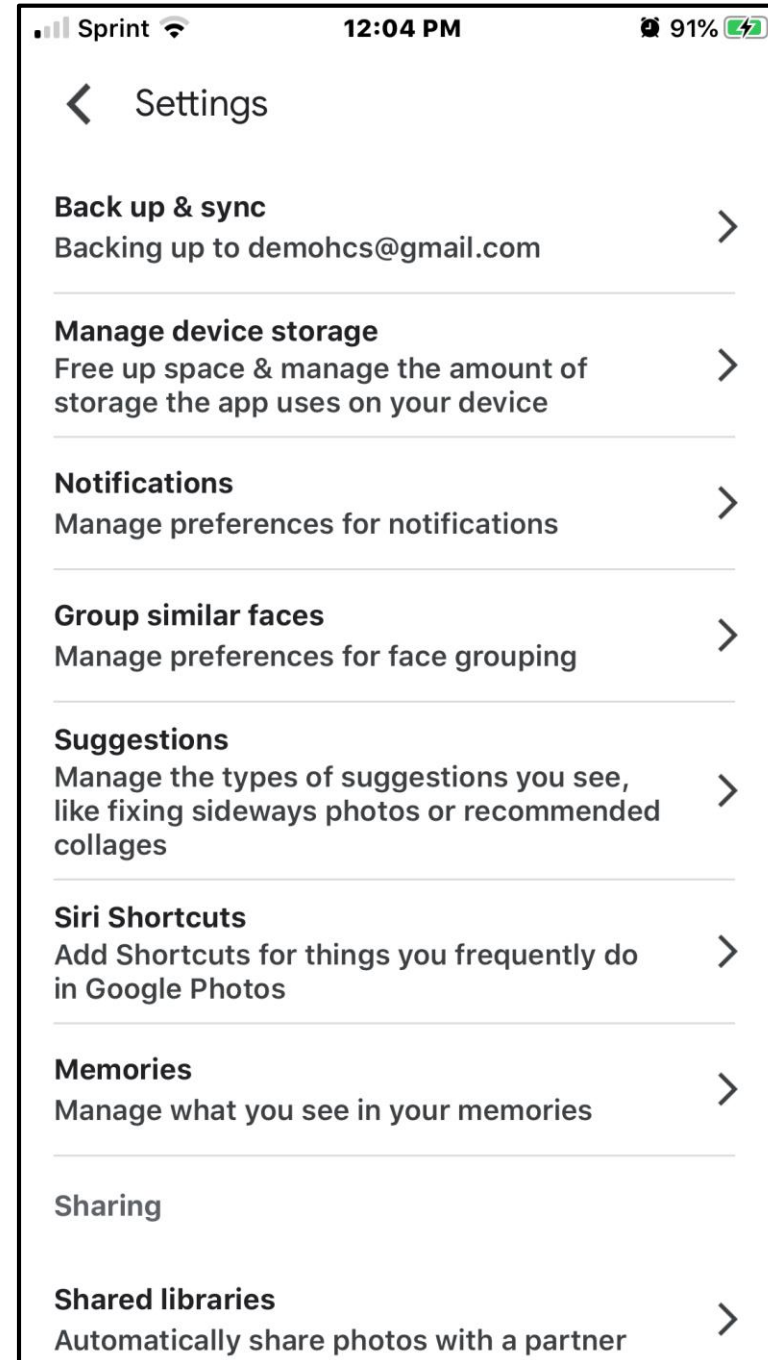 Sprint 12:04 PM 91%
Settings
Back up & sync
Backing up to demohcs@gmail.com
Manage device storage
Free up space & manage the amount of
storage the app uses on your device
Notifications
Manage preferences for notifications
Group similar faces
Manage preferences for face grouping
Suggestions
Manage the types of suggestions you see,
like fixing sideways photos or recommended
collages
Siri Shortcuts
Add Shortcuts for things you frequently do
in Google Photos
Memories
Manage what you see in your memories
Sharing
Shared libraries
Automatically share photos with a partner